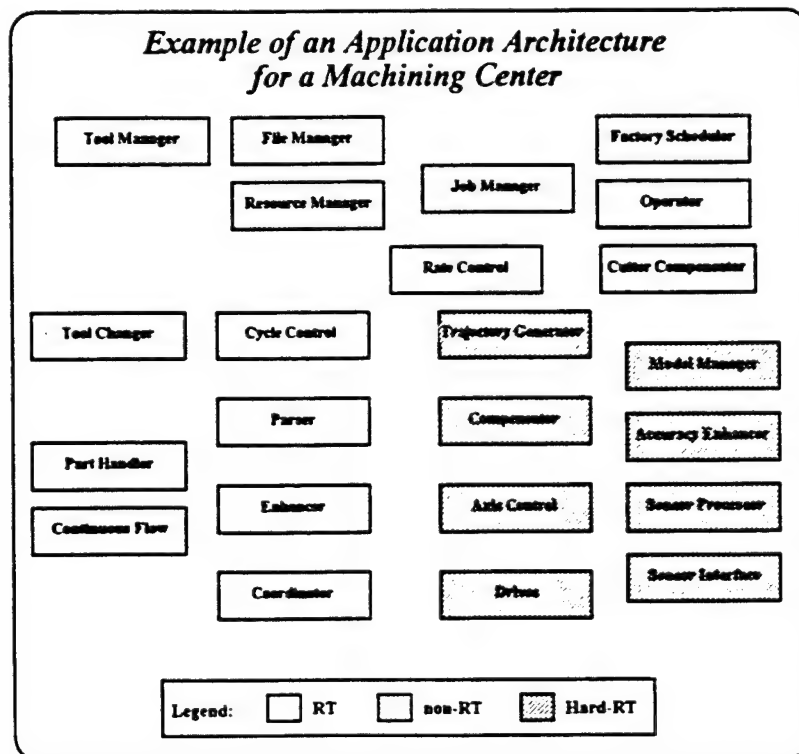 Example of an Application Architecture
for a Machining Center
Tool Manager
File Manager
Factory Scheduler
Resource Manager
Job Manager
Operator
Rate Control
Cutter Compensator
Tool Changer
Cycle Control
Trajectory Generator
Model Manager
Parser
Compensator
Accuracy Enhancer
Part Handler
Enhancer
Axis Control
Sensor Processor
Continuous Flow
Coordinator
Drives
Sensor Interface
Legend: RT non-RT Hard-RT